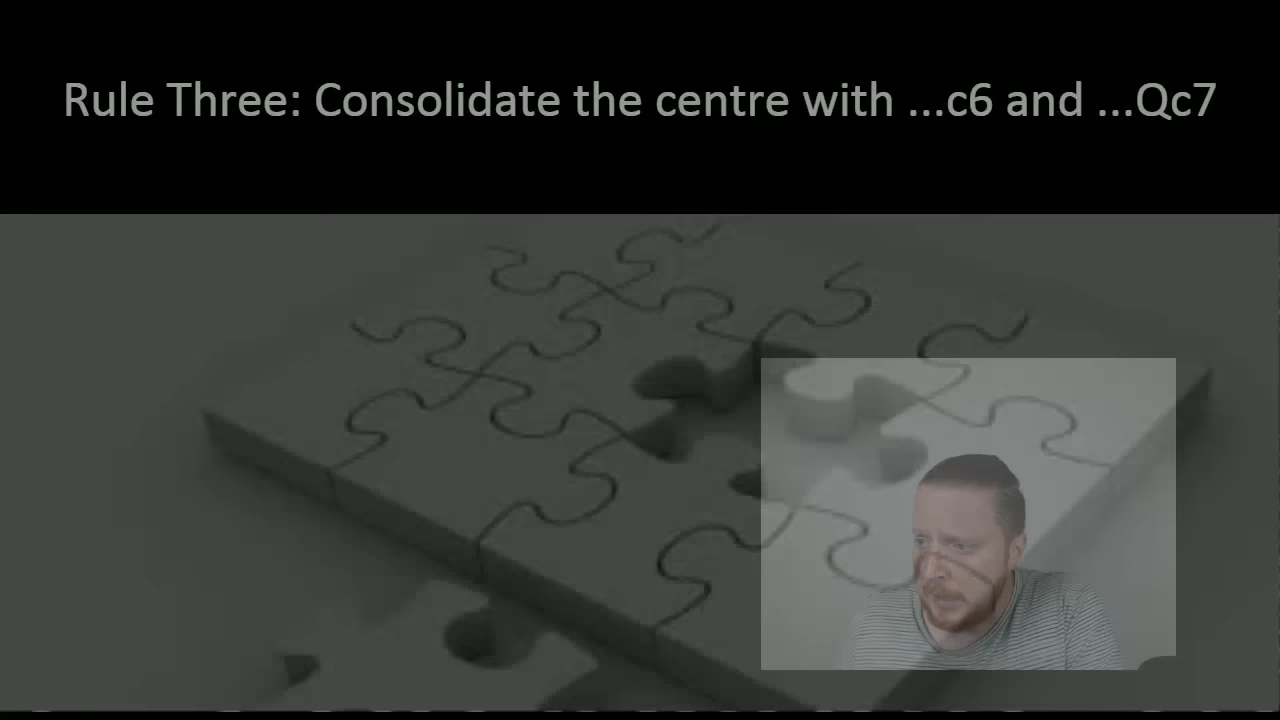 Rule Three: Consolidate the centre with ...c6 and ...Qc7